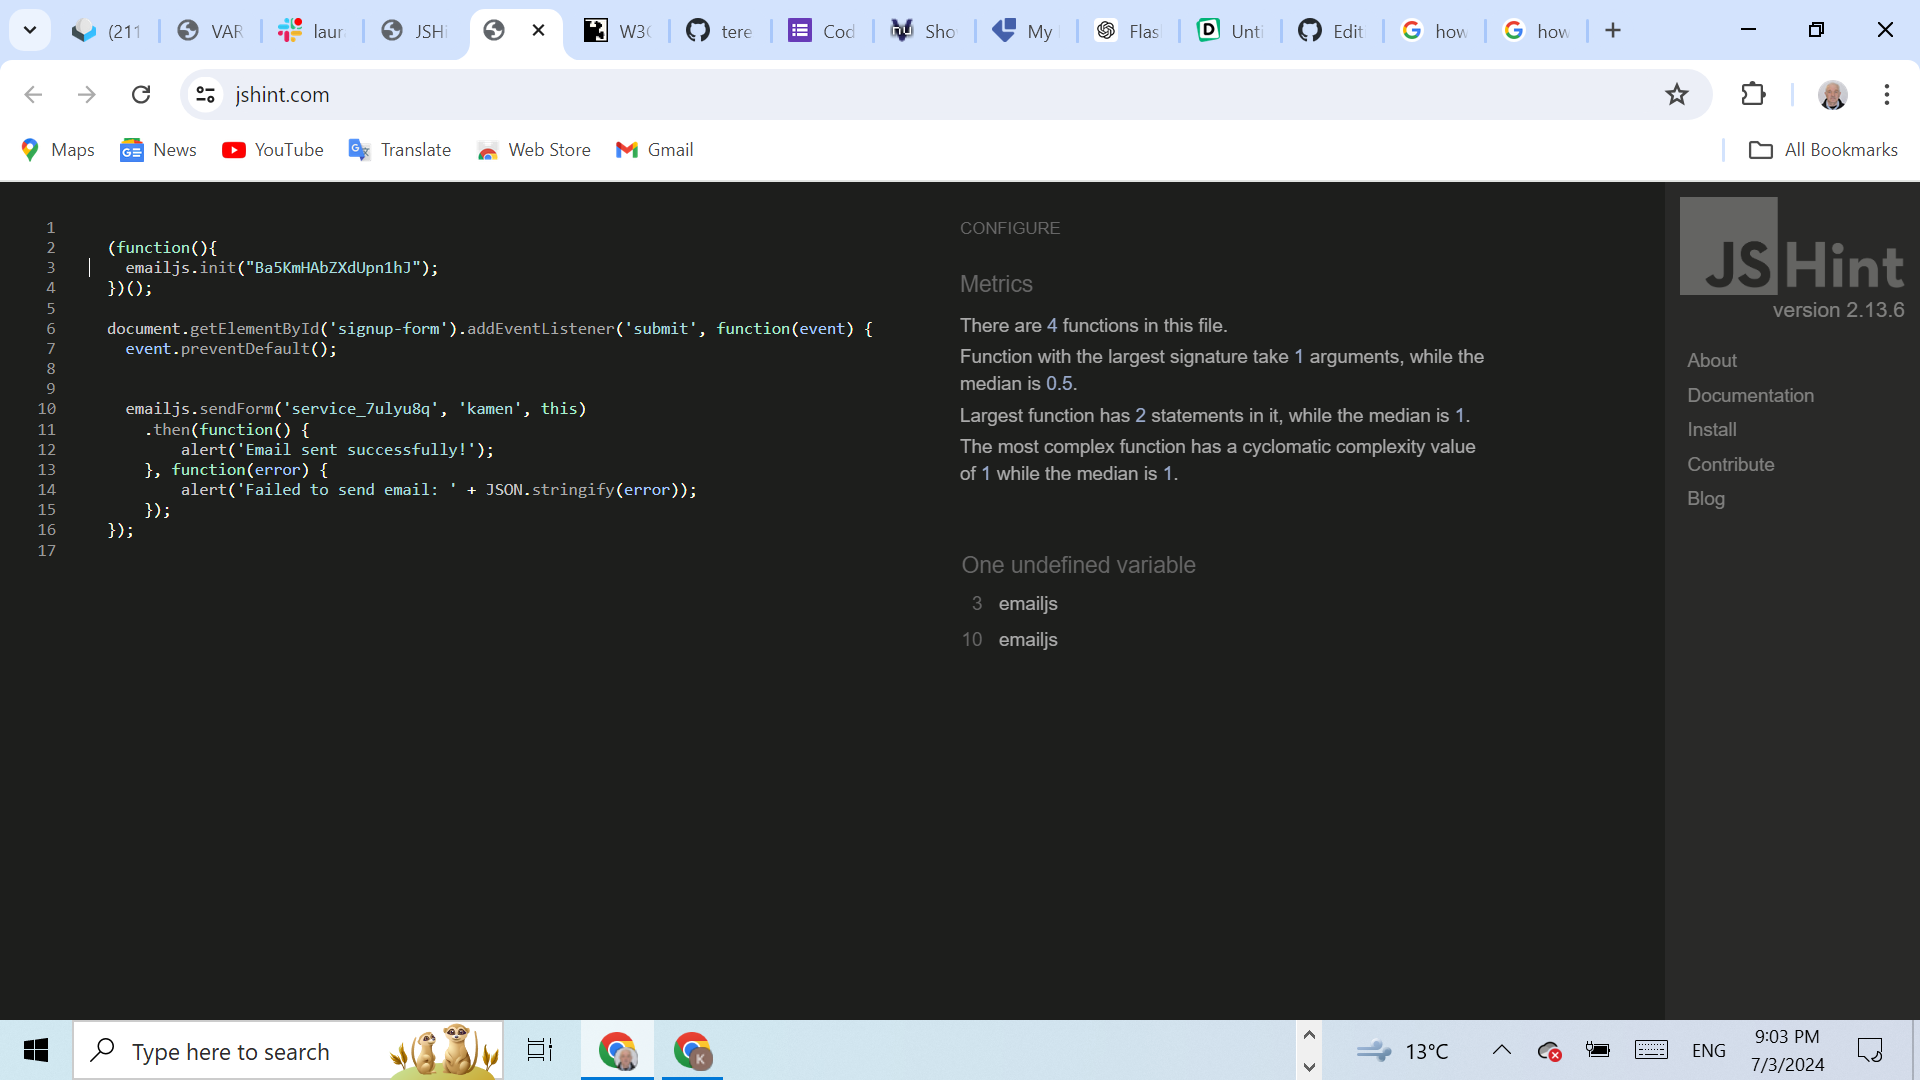 (211
VAR
laur
JSHi
W3C
tere
Cod
Sho
My
Flas
Unti
Edit
how
how
jshint.com
Maps
News
YouTube
Translate
Web Store
Gmail
All Bookmarks
1
2 (function(){
3 emailjs.init("Ba5KmHAbZXdUpn1hJ");
4 })();
5
6 document.getElementById('signup-form').addEventListener('submit', function(event) {
7 event.preventDefault();
8
9
10 emailjs.sendForm('service_7ulyu8q', 'kamen', this)
11 .then(function() {
12 alert('Email sent successfully!');
13 }, function(error) {
14 alert('Failed to send email: ' + JSON.stringify(error));
15 });
16 });
17
CONFIGURE
Metrics
There are 4 functions in this file.
Function with the largest signature take 1 arguments, while the
median is 0.5.
Largest function has 2 statements in it, while the median is 1.
The most complex function has a cyclomatic complexity value
of 1 while the median is 1.
One undefined variable
3 emailjs
10 emailjs
JSHint
version 2.13.6
About
Documentation
Install
Contribute
Blog
Type here to search
K
13°C
ENG
9:03 PM
7/3/2024